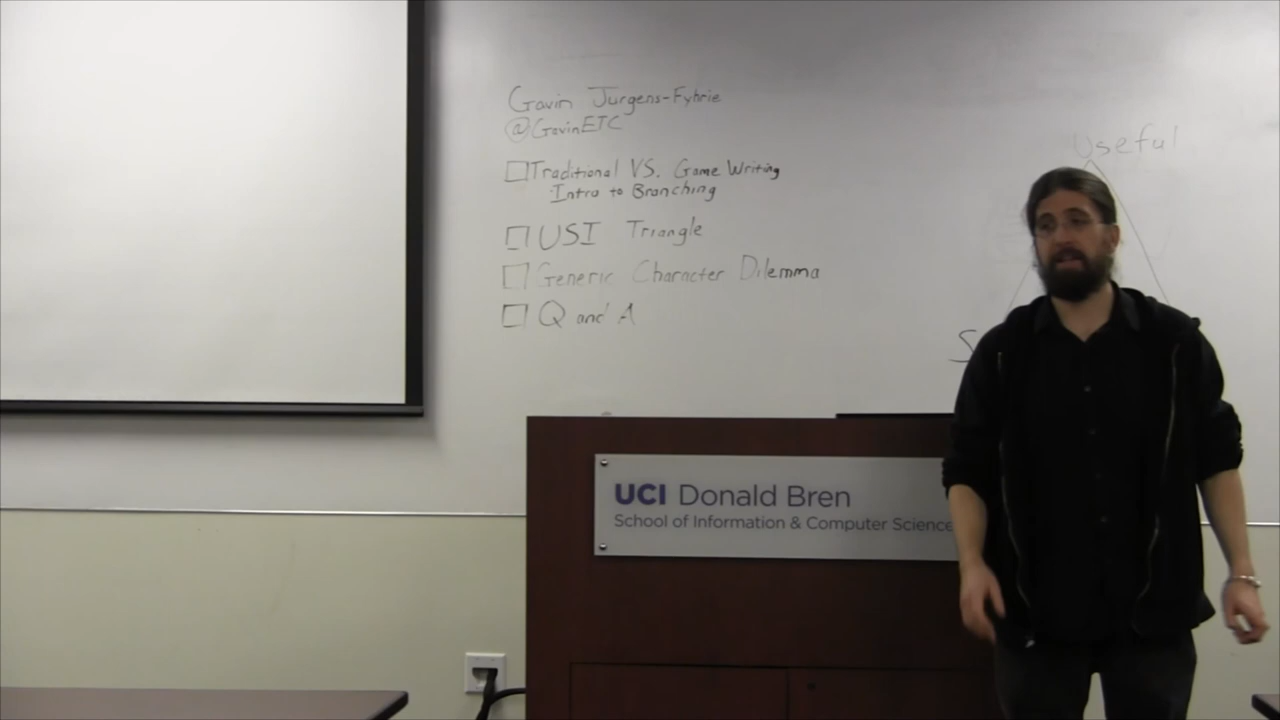 Gavin Jurgens-Fyhrie
@GavinETC
Traditional VS. Game Writing
·Intro to Branching
USI Triangle
Generic Character Dilemma
Q and A
Useful
S
UCI Donald Bren
School of Information & Computer Science